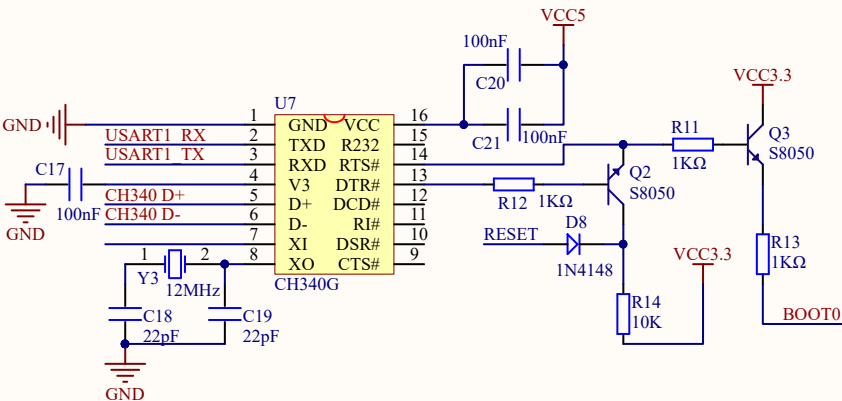 VCC5
100nF
C20
C21 100nF
U7
GND
USART1_RX
USART1_TX
C17
100nF
GND
CH340 D+
CH340 D-
1 GND VCC 16
2 TXD R232 15
3 RXD RTS# 14
4 V3 DTR# 13
5 D+ DCD# 12
6 D- RI# 11
7 XI DSR# 10
8 XO CTS# 9
CH340G
1 2
Y3 12MHz
C18
22pF
C19
22pF
GND
R12 1KΩ
Q2
S8050
R11
1KΩ
VCC3.3
Q3
S8050
RESET
D8
1N4148
R14
10K
VCC3.3
R13
1KΩ
BOOT0